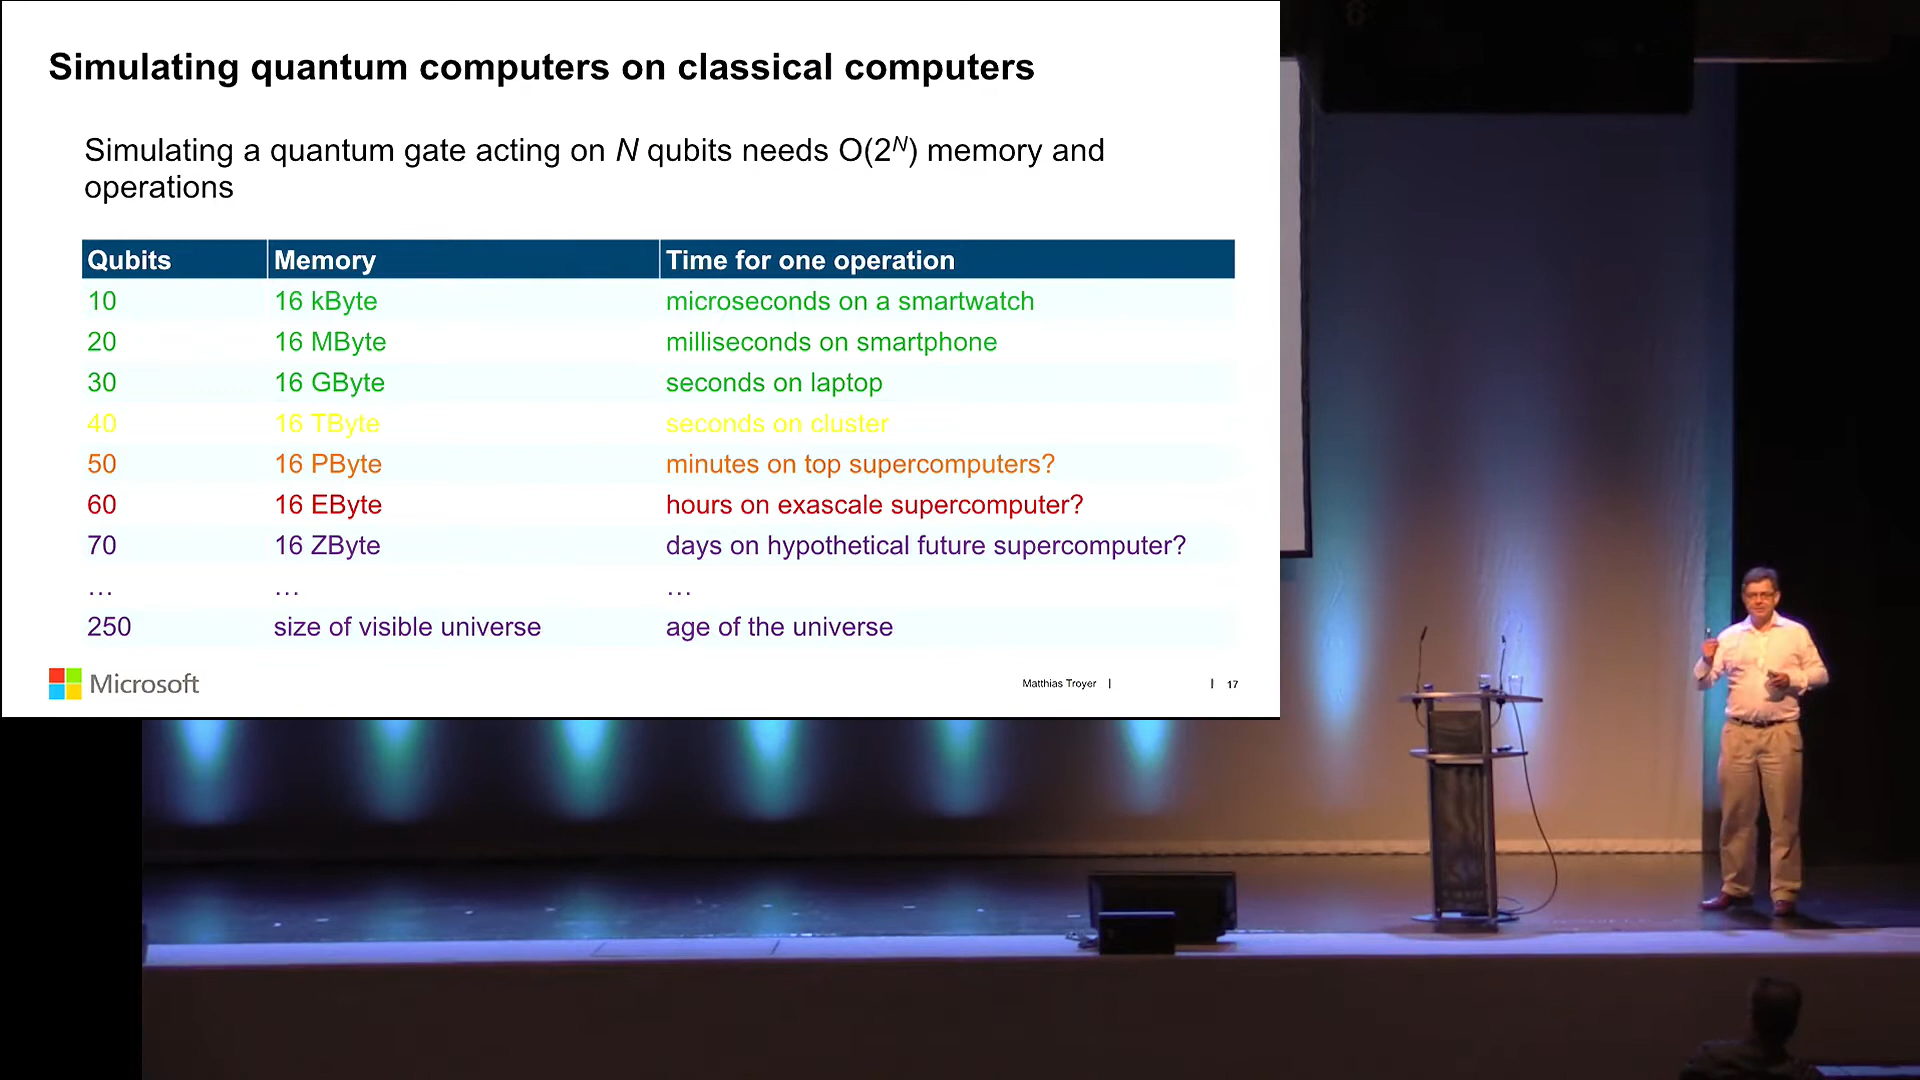 Simulating quantum computers on classical computers
Simulating a quantum gate acting on N qubits needs O(2^N) memory and
operations
Qubits Memory Time for one operation
10 16 kByte microseconds on a smartwatch
20 16 MByte milliseconds on smartphone
30 16 GByte seconds on laptop
40 16 TByte seconds on cluster
50 16 PByte minutes on top supercomputers?
60 16 EByte hours on exascale supercomputer?
70 16 ZByte days on hypothetical future supercomputer?
… … …
250 size of visible universe age of the universe
Microsoft
Matthias Troyer | | 17